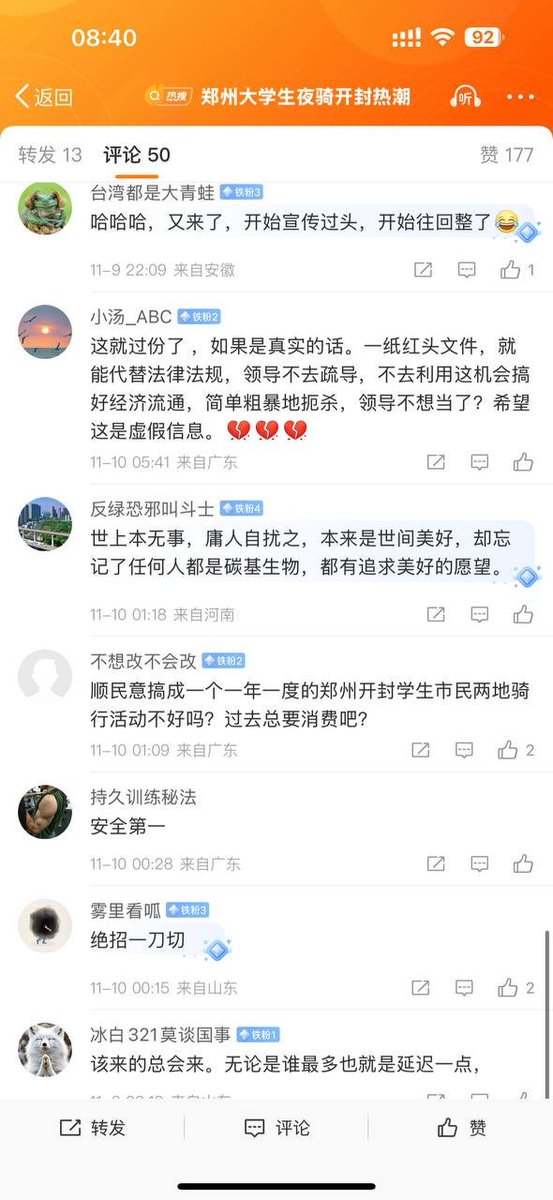 08:40
92
返回
热搜
郑州大学生夜骑开封热潮
听
转发 13
评论 50
赞 177
台湾都是大青蛙 铁粉3
哈哈哈，又来了，开始宣传过头，开始往回整了😂
11-9 22:09 来自安徽
1
小汤_ABC 铁粉2
这就过份了 ，如果是真实的话。一纸红头文件，就
能代替法律法规，领导不去疏导，不去利用这机会搞
好经济流通，简单粗暴地扼杀，领导不想当了？希望
这是虚假信息。💔💔💔
11-10 05:41 来自广东
反绿恐邪叫斗士 铁粉4
世上本无事，庸人自扰之，本来是世间美好，却忘
记了任何人都是碳基生物，都有追求美好的愿望。
11-10 01:18 来自河南
不想改不会改 铁粉2
顺民意搞成一个一年一度的郑州开封学生市民两地骑
行活动不好吗？过去总要消费吧？
11-10 01:09 来自广东
2
持久训练秘法
安全第一
11-10 00:28 来自广东
雾里看呱 铁粉3
绝招一刀切
11-10 00:15 来自山东
2
冰白321莫谈国事 铁粉1
该来的总会来。无论是谁最多也就是延迟一点，
转发
评论
赞